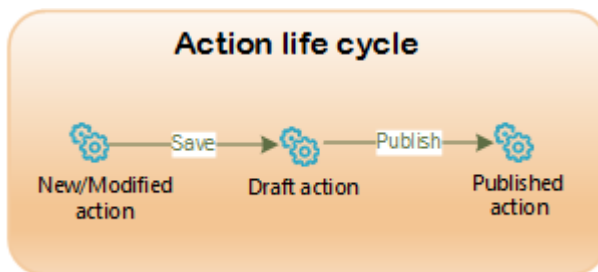 Action life cycle
Save
Publish
New/Modified
action
Draft action
Published
action